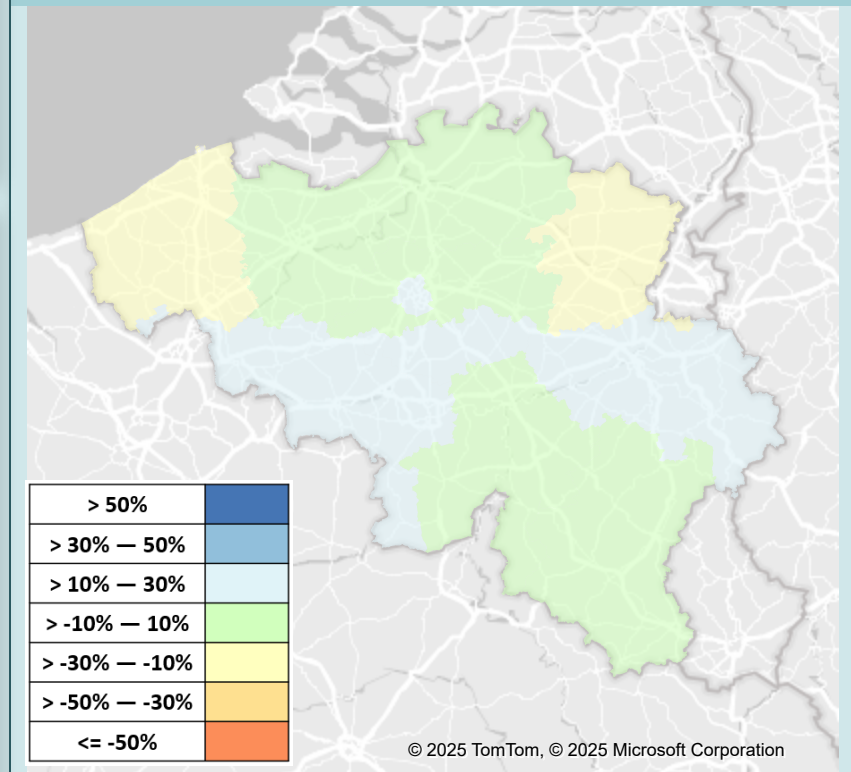 > 50%
> 30% — 50%
> 10% — 30%
> -10% — 10%
> -30% — -10%
> -50% — -30%
<= -50%
© 2025 TomTom, © 2025 Microsoft Corporation